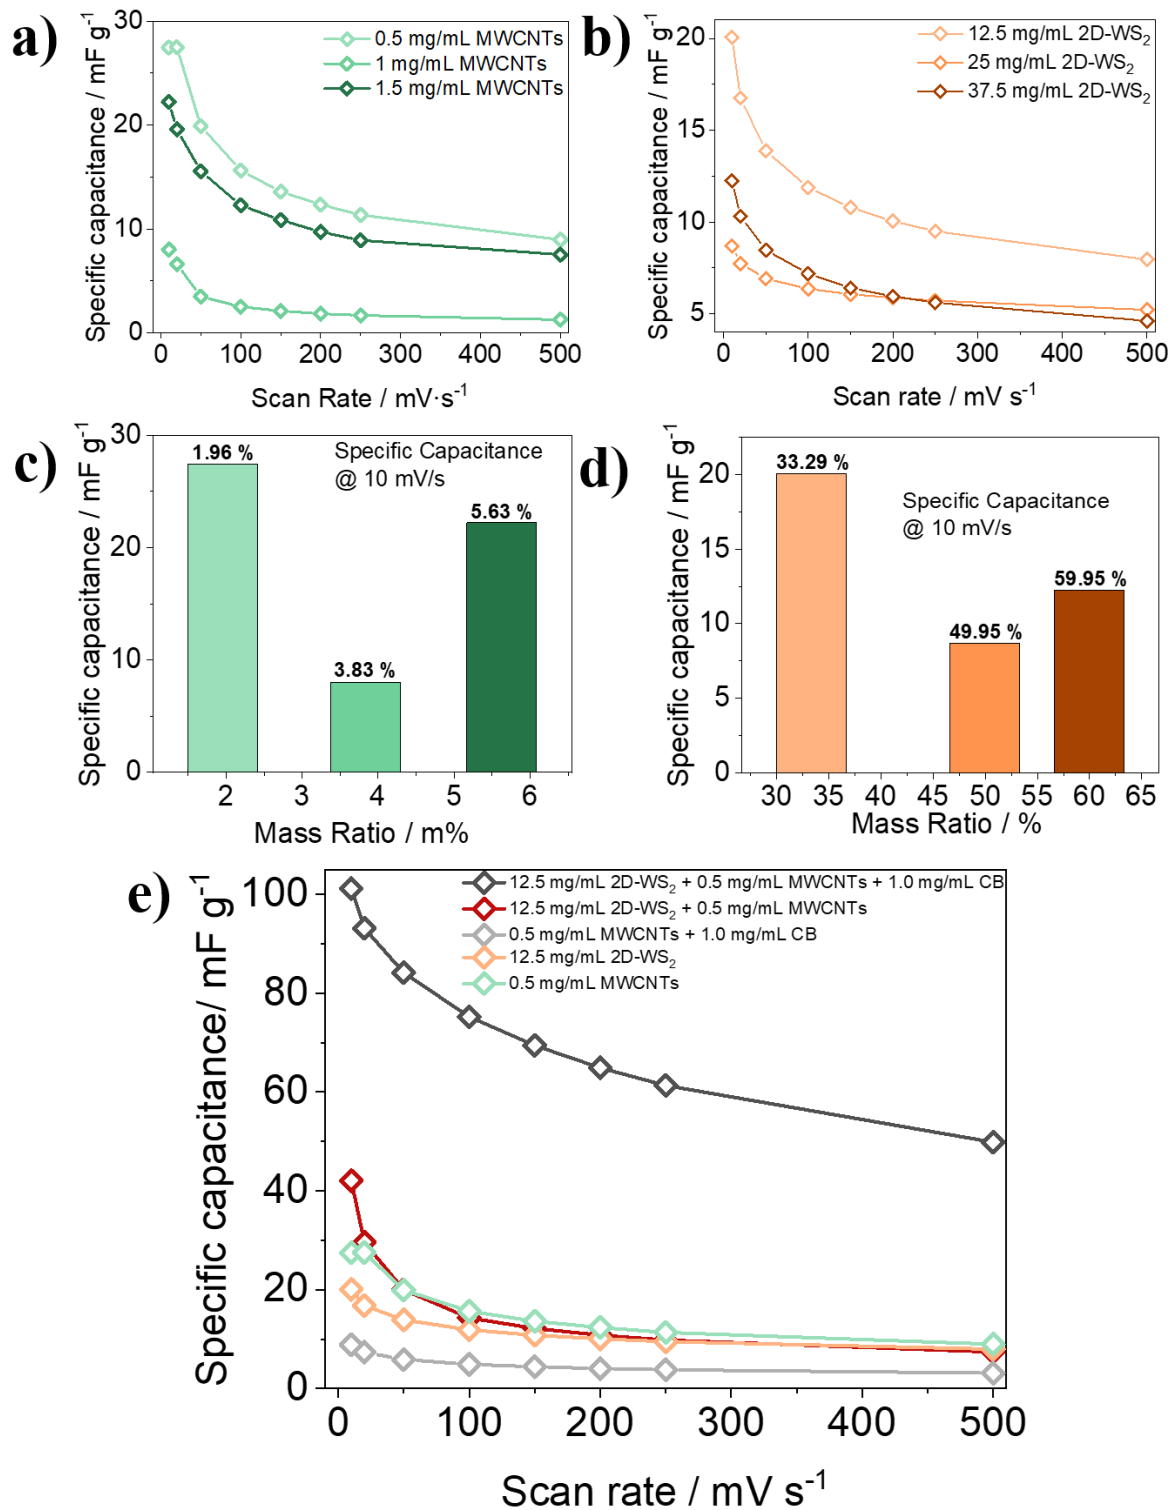 a)
Specific capacitance / mF g⁻¹
30
20
10
0
0.5 mg/mL MWCNTs
1 mg/mL MWCNTs
1.5 mg/mL MWCNTs
0 100 200 300 400 500
Scan Rate / mV·s⁻¹
b)
Specific capacitance / mF g⁻¹
20
15
10
5
12.5 mg/mL 2D-WS₂
25 mg/mL 2D-WS₂
37.5 mg/mL 2D-WS₂
0 100 200 300 400 500
Scan rate / mV s⁻¹
c)
Specific capacitance / mF g⁻¹
30
20
10
0
Specific Capacitance
@ 10 mV/s
1.96 %
3.83 %
5.63 %
2 3 4 5 6
Mass Ratio / m%
d)
Specific capacitance / mF g⁻¹
20
15
10
5
0
Specific Capacitance
@ 10 mV/s
33.29 %
49.95 %
59.95 %
30 35 40 45 50 55 60 65
Mass Ratio / %
e)
Specific capacitance/ mF g⁻¹
100
80
60
40
20
0
12.5 mg/mL 2D-WS₂ + 0.5 mg/mL MWCNTs + 1.0 mg/mL CB
12.5 mg/mL 2D-WS₂ + 0.5 mg/mL MWCNTs
0.5 mg/mL MWCNTs + 1.0 mg/mL CB
12.5 mg/mL 2D-WS₂
0.5 mg/mL MWCNTs
0 100 200 300 400 500
Scan rate / mV s⁻¹